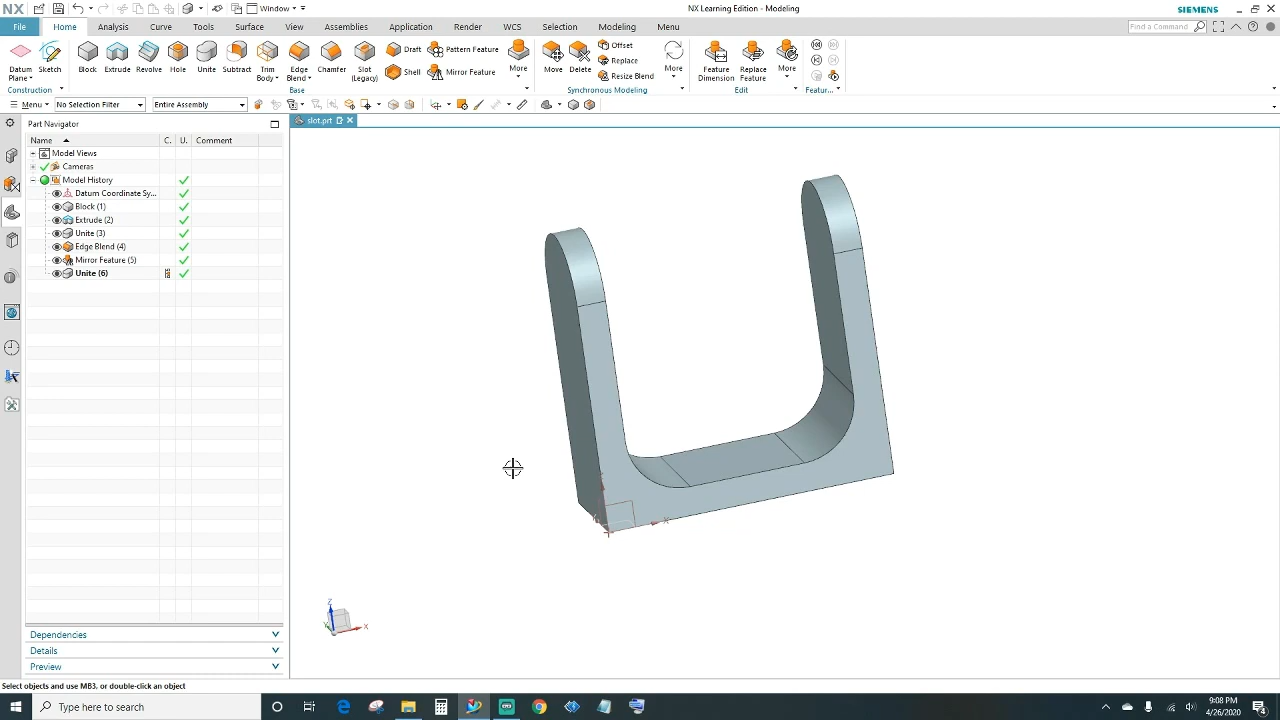 NX
Window
NX Learning Edition - Modeling
SIEMENS
File Home Analysis Curve Tools Surface View Assemblies Application Render WCS Selection Modeling Menu
Find a Command
Datum Plane Sketch Block Extrude Revolve Hole Unite Subtract Trim Body Edge Blend Chamfer Slot (Legacy) Draft Shell Pattern Feature Mirror Feature More Move Delete Offset Replace Resize Blend More Feature Dimension Replace Feature More
Construction Base Synchronous Modeling Edit Featur...
Menu No Selection Filter Entire Assembly
Part Navigator
slot.prt
Name C. U. Comment
Model Views
Cameras
Model History
Datum Coordinate Sy...
Block (1)
Extrude (2)
Unite (3)
Edge Blend (4)
Mirror Feature (5)
Unite (6)
X
Z
X
Dependencies
Details
Preview
Select objects and use MB3, or double-click an object
Type here to search
9:08 PM
4/26/2020
4